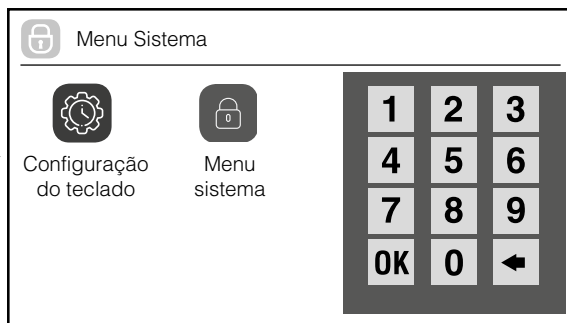 Menu Sistema
Configuração
do teclado
Menu
sistema
1 2 3
4 5 6
7 8 9
OK 0